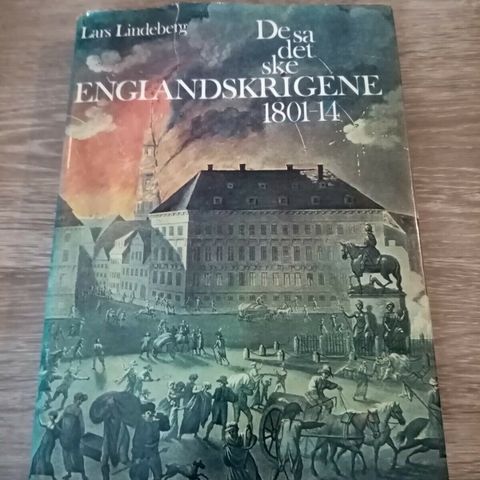 Lars Lindeberg
De sa
det
ske
ENGLANDSKRIGENE
1801-14